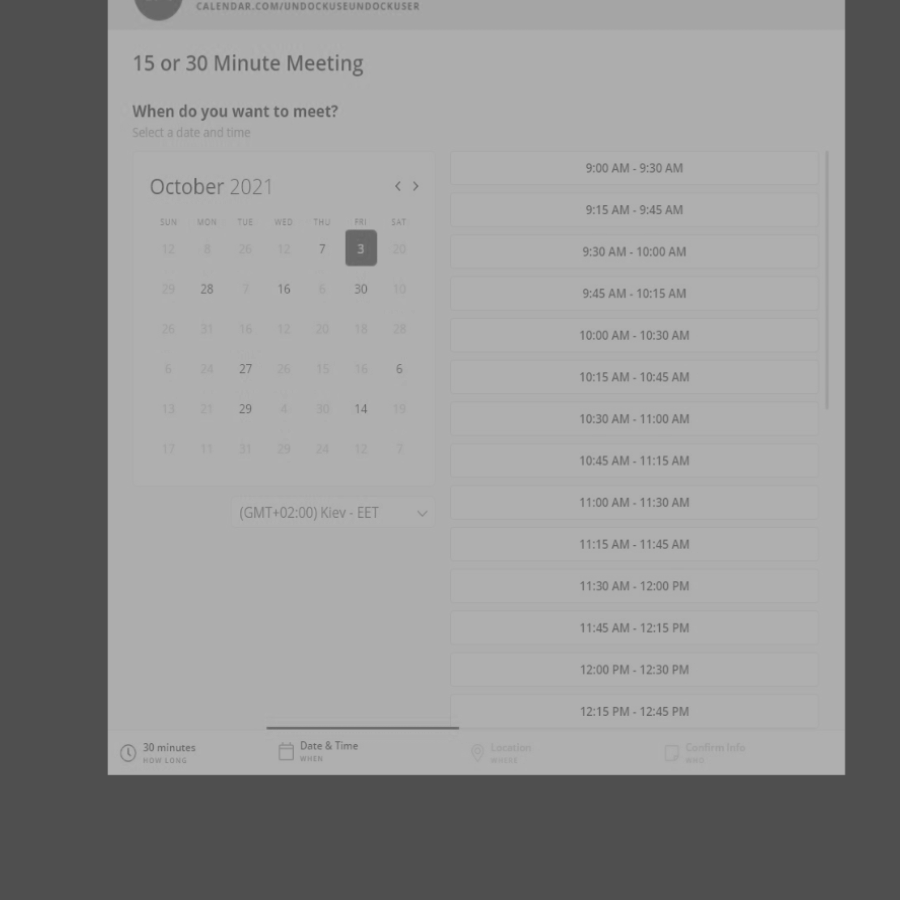 CALENDAR.COM/UNDOCKUSEUNDOCKUSER
15 or 30 Minute Meeting
When do you want to meet?
Select a date and time
October 2021
SUN MON TUE WED THU FRI SAT
12 8 26 12 7 3 20
29 28 7 16 6 30 10
26 31 16 12 20 18 28
6 24 27 26 15 16 6
13 21 29 4 30 14 19
17 11 31 29 24 12 7
(GMT+02:00) Kiev - EET
9:00 AM - 9:30 AM
9:15 AM - 9:45 AM
9:30 AM - 10:00 AM
9:45 AM - 10:15 AM
10:00 AM - 10:30 AM
10:15 AM - 10:45 AM
10:30 AM - 11:00 AM
10:45 AM - 11:15 AM
11:00 AM - 11:30 AM
11:15 AM - 11:45 AM
11:30 AM - 12:00 PM
11:45 AM - 12:15 PM
12:00 PM - 12:30 PM
12:15 PM - 12:45 PM
30 minutes
HOW LONG
Date & Time
WHEN
Location
WHERE
Confirm Info
WHO